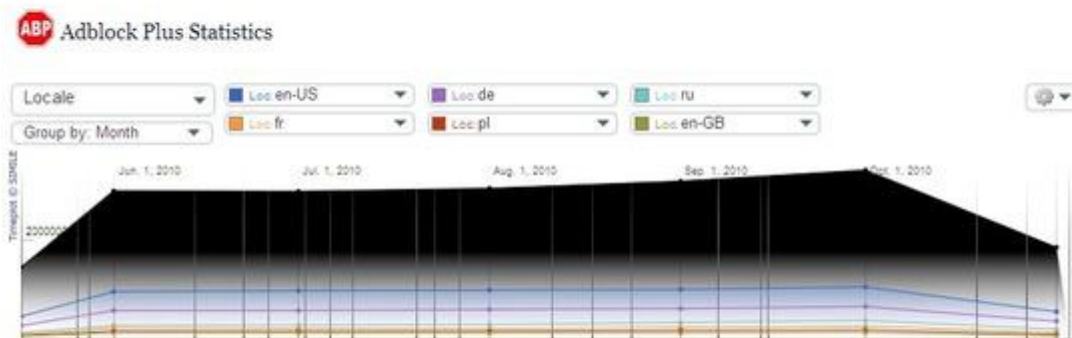 ABP Adblock Plus Statistics
Locale
Loc: en-US
Loc: de
Loc: ru
Group by: Month
Loc: fr
Loc: pl
Loc: en-GB
Jun. 1, 2010
Jul. 1, 2010
Aug. 1, 2010
Sep. 1, 2010
Oct. 1, 2010
Timeplot © SIMILE